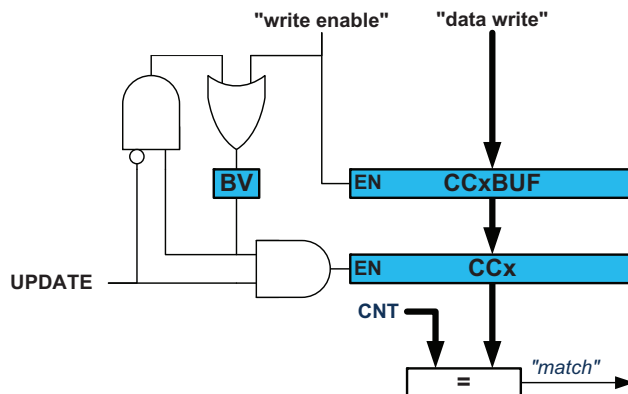 "write enable" "data write"
BV
EN CCxBUF
EN CCx
UPDATE
CNT
"match"
=